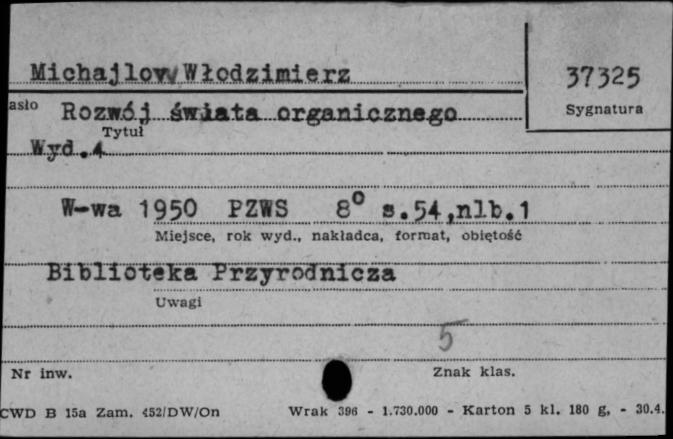 Michajlow Włodzimierz
37325
asło Rozwój świata organicznego
Sygnatura
Tytuł
Wyd.4
W-wa 1950 PZWS 8° s.54,nlb.1
Miejsce, rok wyd., nakładca, format, objętość
Biblioteka Przyrodnicza
Uwagi
5
Nr inw.
Znak klas.
CWD B 15a Zam. 452/DW/On Wrak 396 - 1.730.000 - Karton 5 kl. 180 g, - 30.4.